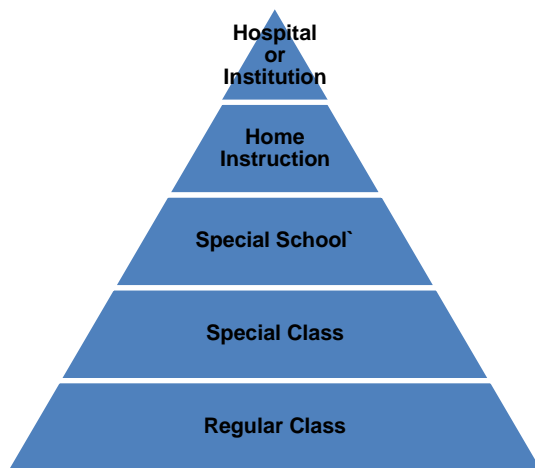 Hospital
or
Institution
Home
Instruction
Special School`
Special Class
Regular Class